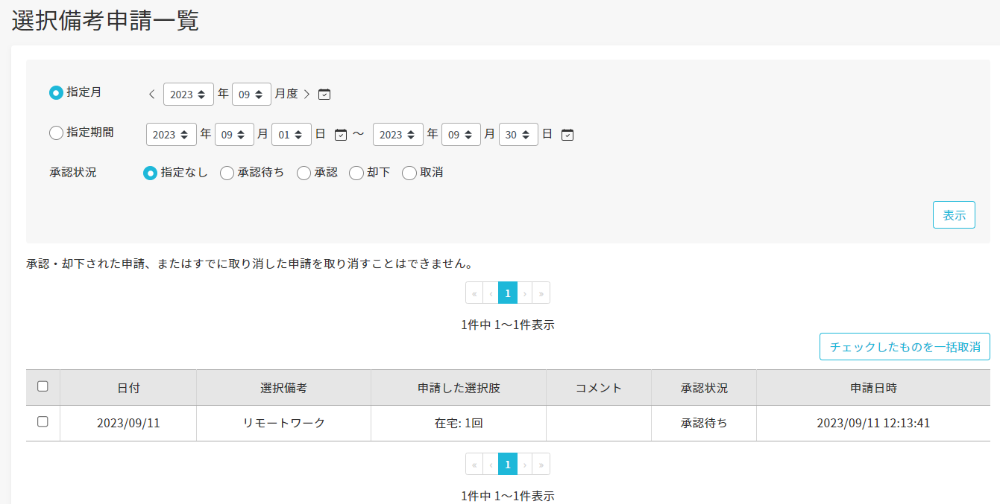 選択備考申請一覧
指定月 < 2023 年 09 月度 >
指定期間 2023 年 09 月 01 日 ～ 2023 年 09 月 30 日
承認状況 指定なし 承認待ち 承認 却下 取消
表示
承認・却下された申請、またはすでに取り消した申請を取り消すことはできません。
« ‹ 1 › »
1件中 1～1件表示
チェックしたものを一括取消
日付 選択備考 申請した選択肢 コメント 承認状況 申請日時
2023/09/11 リモートワーク 在宅: 1回 承認待ち 2023/09/11 12:13:41
« ‹ 1 › »
1件中 1～1件表示